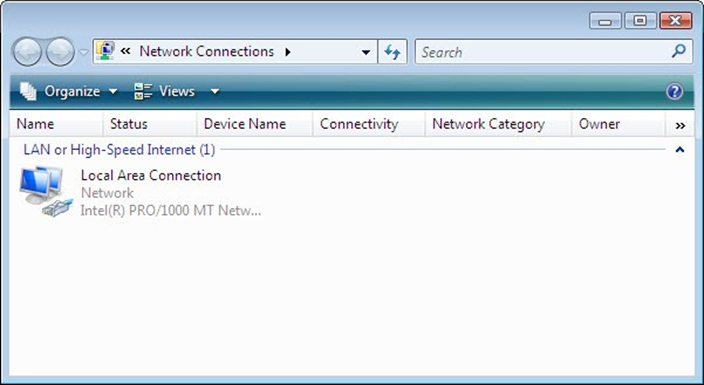 « Network Connections
Search
Organize Views
Name Status Device Name Connectivity Network Category Owner »
LAN or High-Speed Internet (1)
Local Area Connection
Network
Intel(R) PRO/1000 MT Netw...